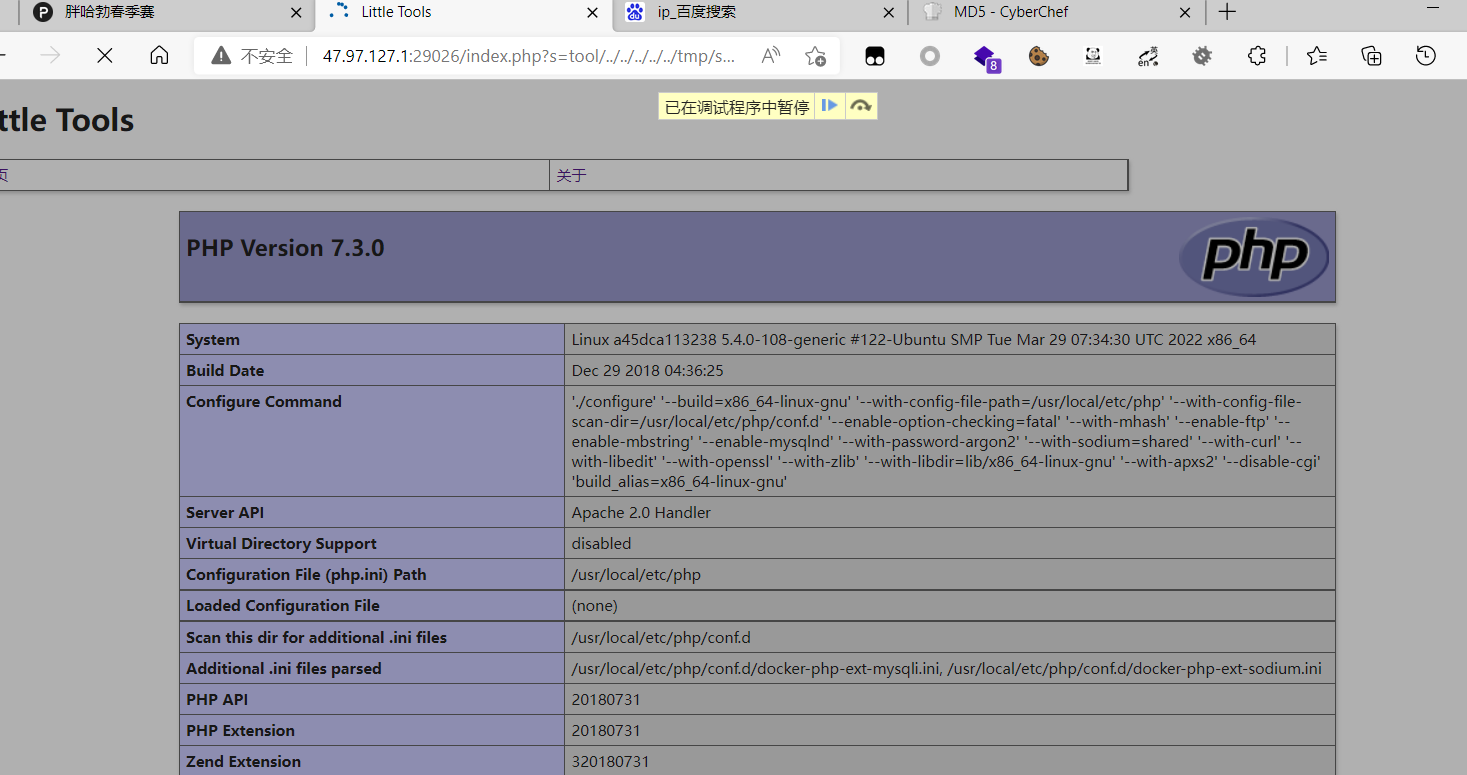 胖哈勃春季赛
Little Tools
ip_百度搜索
MD5 - CyberChef
不安全
47.97.127.1:29026/index.php?s=tool/../../../../../tmp/s...
8
已在调试程序中暂停
ttle Tools
页
关于
PHP Version 7.3.0
php
System
Linux a45dca113238 5.4.0-108-generic #122-Ubuntu SMP Tue Mar 29 07:34:30 UTC 2022 x86_64
Build Date
Dec 29 2018 04:36:25
Configure Command
'./configure' '--build=x86_64-linux-gnu' '--with-config-file-path=/usr/local/etc/php' '--with-config-file-
scan-dir=/usr/local/etc/php/conf.d' '--enable-option-checking=fatal' '--with-mhash' '--enable-ftp' '--
enable-mbstring' '--enable-mysqlnd' '--with-password-argon2' '--with-sodium=shared' '--with-curl' '--
with-libedit' '--with-openssl' '--with-zlib' '--with-libdir=lib/x86_64-linux-gnu' '--with-apxs2' '--disable-cgi'
'build_alias=x86_64-linux-gnu'
Server API
Apache 2.0 Handler
Virtual Directory Support
disabled
Configuration File (php.ini) Path
/usr/local/etc/php
Loaded Configuration File
(none)
Scan this dir for additional .ini files
/usr/local/etc/php/conf.d
Additional .ini files parsed
/usr/local/etc/php/conf.d/docker-php-ext-mysqli.ini, /usr/local/etc/php/conf.d/docker-php-ext-sodium.ini
PHP API
20180731
PHP Extension
20180731
Zend Extension
320180731